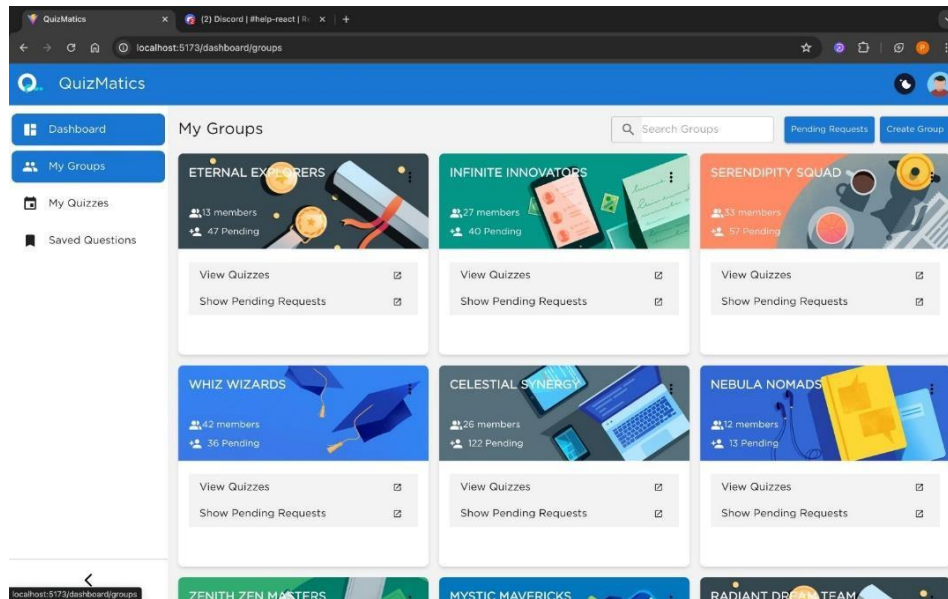 QuizMatics
(2) Discord | #help-react | R
localhost:5173/dashboard/groups
QuizMatics
Dashboard
My Groups
My Quizzes
Saved Questions
My Groups
Search Groups
Pending Requests
Create Group
ETERNAL EXPLORERS
13 members
47 Pending
View Quizzes
Show Pending Requests
INFINITE INNOVATORS
27 members
40 Pending
View Quizzes
Show Pending Requests
SERENDIPITY SQUAD
33 members
57 Pending
View Quizzes
Show Pending Requests
WHIZ WIZARDS
42 members
36 Pending
View Quizzes
Show Pending Requests
CELESTIAL SYNERGY
26 members
122 Pending
View Quizzes
Show Pending Requests
NEBULA NOMADS
12 members
13 Pending
View Quizzes
Show Pending Requests
ZENITH ZEN MASTERS
MYSTIC MAVERICKS
RADIANT DREAM TEAM
localhost:5173/dashboard/groups